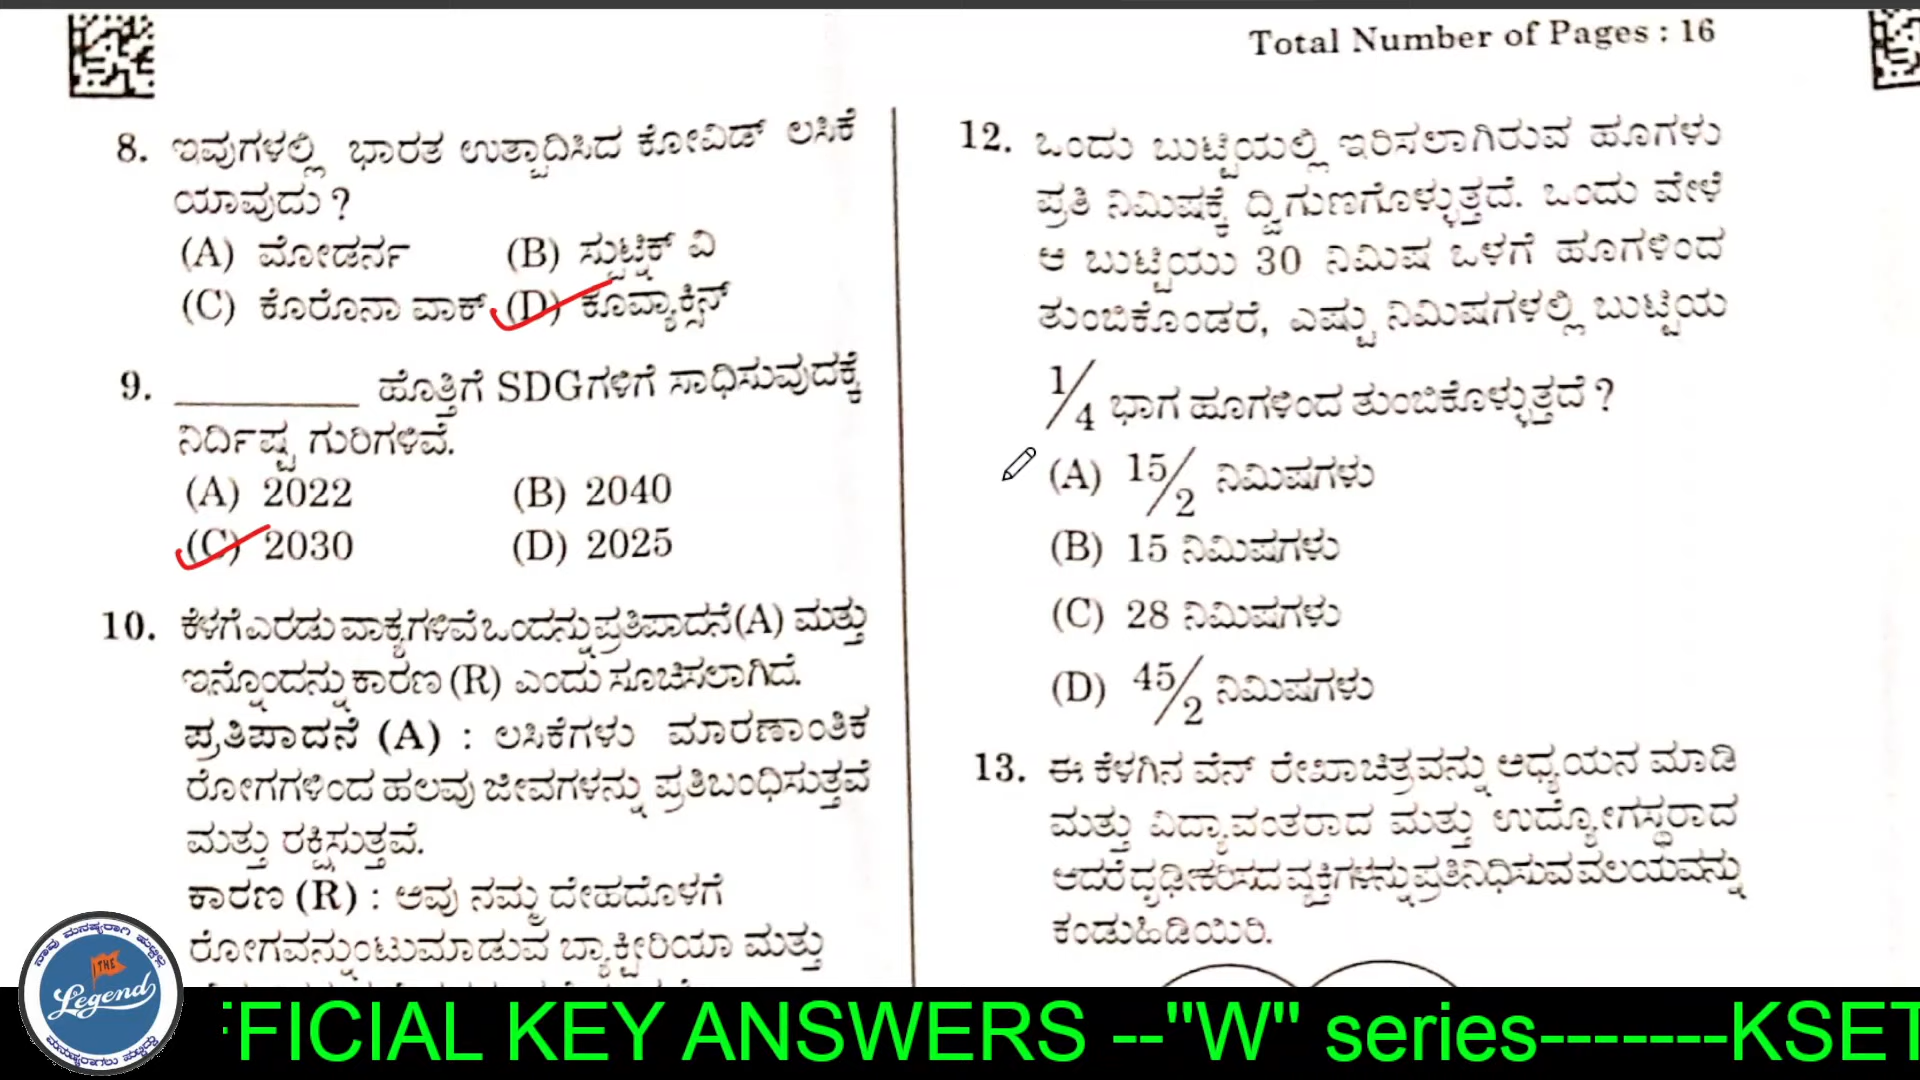 Total Number of Pages : 16
8. ಇವುಗಳಲ್ಲಿ ಭಾರತ ಉತ್ಪಾದಿಸಿದ ಕೋವಿಡ್ ಲಸಿಕೆ
ಯಾವುದು ?
(A) ಮೋಡರ್ನ (B) ಸ್ಪುಟ್ನಿಕ್ ವಿ
(C) ಕೊರೊನಾ ವಾಕ್ (D) ಕೊವ್ಯಾಕ್ಸಿನ್
9. __________ ಹೊತ್ತಿಗೆ SDGಗಳಿಗೆ ಸಾಧಿಸುವುದಕ್ಕೆ
ನಿರ್ದಿಷ್ಟ ಗುರಿಗಳಿವೆ.
(A) 2022 (B) 2040
(C) 2030 (D) 2025
10. ಕೆಳಗೆ ಎರಡು ವಾಕ್ಯಗಳಿವೆ ಒಂದನ್ನು ಪ್ರತಿಪಾದನೆ (A) ಮತ್ತು
ಇನ್ನೊಂದನ್ನು ಕಾರಣ (R) ಎಂದು ಸೂಚಿಸಲಾಗಿದೆ.
ಪ್ರತಿಪಾದನೆ (A) : ಲಸಿಕೆಗಳು ಮಾರಣಾಂತಿಕ
ರೋಗಗಳಿಂದ ಹಲವು ಜೀವಗಳನ್ನು ಪ್ರತಿಬಂಧಿಸುತ್ತವೆ
ಮತ್ತು ರಕ್ಷಿಸುತ್ತವೆ.
ಕಾರಣ (R) : ಅವು ನಮ್ಮ ದೇಹದೊಳಗೆ
ರೋಗವನ್ನುಂಟುಮಾಡುವ ಬ್ಯಾಕ್ಟೀರಿಯಾ ಮತ್ತು
12. ಒಂದು ಬುಟ್ಟಿಯಲ್ಲಿ ಇರಿಸಲಾಗಿರುವ ಹೂಗಳು
ಪ್ರತಿ ನಿಮಿಷಕ್ಕೆ ದ್ವಿಗುಣಗೊಳ್ಳುತ್ತದೆ. ಒಂದು ವೇಳೆ
ಆ ಬುಟ್ಟಿಯು 30 ನಿಮಿಷ ಒಳಗೆ ಹೂಗಳಿಂದ
ತುಂಬಿಕೊಂಡರೆ, ಎಷ್ಟು ನಿಮಿಷಗಳಲ್ಲಿ ಬುಟ್ಟಿಯ
1/4 ಭಾಗ ಹೂಗಳಿಂದ ತುಂಬಿಕೊಳ್ಳುತ್ತದೆ ?
(A) 15/2 ನಿಮಿಷಗಳು
(B) 15 ನಿಮಿಷಗಳು
(C) 28 ನಿಮಿಷಗಳು
(D) 45/2 ನಿಮಿಷಗಳು
13. ಈ ಕೆಳಗಿನ ವೆನ್ ರೇಖಾಚಿತ್ರವನ್ನು ಅಧ್ಯಯನ ಮಾಡಿ
ಮತ್ತು ವಿದ್ಯಾವಂತರಾದ ಮತ್ತು ಉದ್ಯೋಗಸ್ಥರಾದ
ಆದರೆ ದೃಢೀಕರಿಸದ ವ್ಯಕ್ತಿಗಳನ್ನು ಪ್ರತಿನಿಧಿಸುವ ವಲಯವನ್ನು
ಕಂಡುಹಿಡಿಯಿರಿ.
THE
Legend
FICIAL KEY ANSWERS --"W" series-------KSET